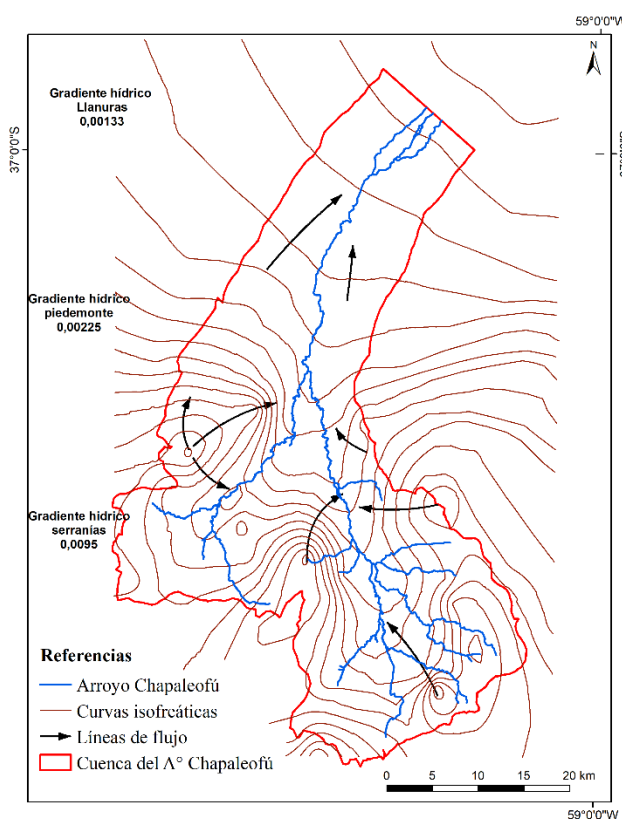 59°0'0"W
N
Gradiente hídrico
Llanuras
0,00133
37°0'0"S
Gradiente hídrico
piedemonte
0,00225
Gradiente hídrico
serranías
0,0095
Referencias
Arroyo Chapaleofú
Curvas isofreáticas
Líneas de flujo
Cuenca del A° Chapaleofú
0 5 10 15 20 km
59°0'0"W